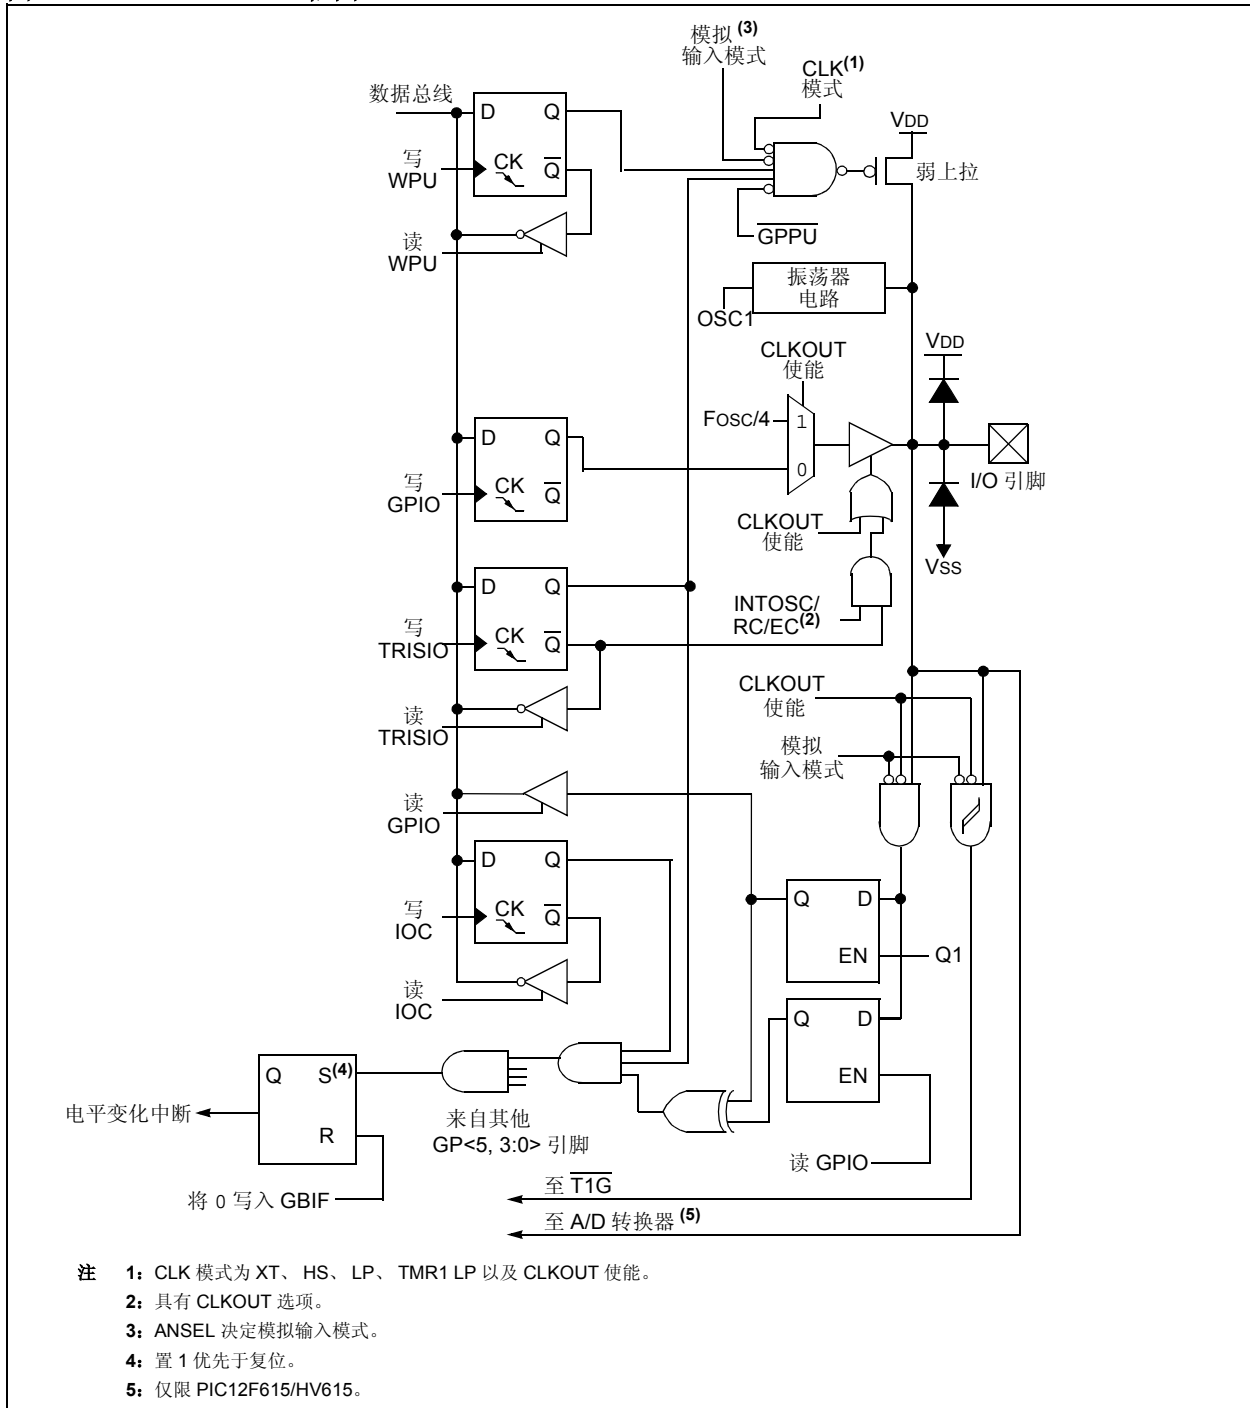 模拟 (3)
输入模式
CLK(1)
模式
数据总线
D Q
VDD
写
WPU
CK Q
弱上拉
GPPU
读
WPU
振荡器
电路
OSC1
CLKOUT
使能
VDD
FOSC/4
1
D Q
0
I/O 引脚
写
GPIO
CK Q
CLKOUT
使能
VSS
D Q
INTOSC/
RC/EC(2)
写
TRISIO
CK Q
CLKOUT
使能
读
TRISIO
模拟
输入模式
读
GPIO
D Q
Q D
写
IOC
CK Q
EN
Q1
读
IOC
Q D
EN
Q S(4)
电平变化中断
R
来自其他
GP<5, 3:0> 引脚
读 GPIO
将 0 写入 GBIF
至 T1G
至 A/D 转换器 (5)
注 1: CLK 模式为 XT、 HS、 LP、 TMR1 LP 以及 CLKOUT 使能。
2: 具有 CLKOUT 选项。
3: ANSEL 决定模拟输入模式。
4: 置 1 优先于复位。
5: 仅限 PIC12F615/HV615。